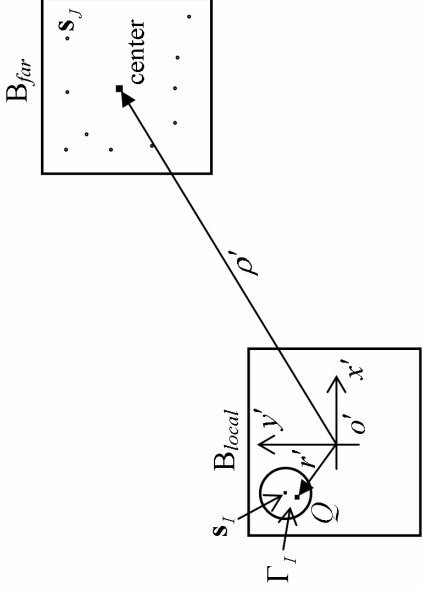 B_far
s_J
center
ρ'
B_local
y'
x'
o'
r'
s_I
Q
Γ_I